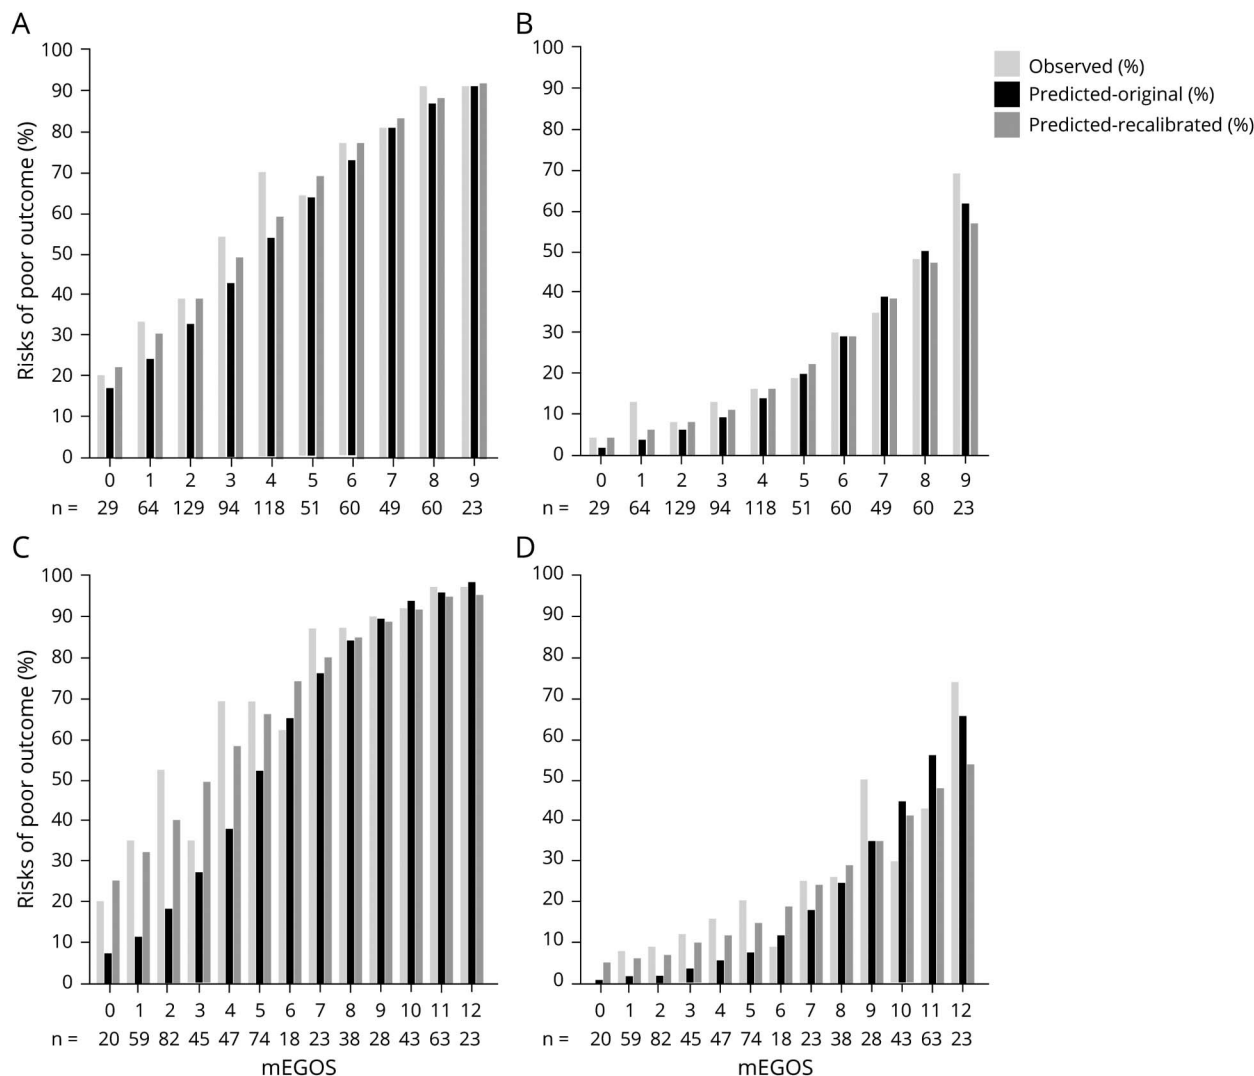 A
B
Observed (%)
Predicted-original (%)
Predicted-recalibrated (%)
Risks of poor outcome (%)
100
90
80
70
60
50
40
30
20
10
0
0 1 2 3 4 5 6 7 8 9
n = 29 64 129 94 118 51 60 49 60 23
100
90
80
70
60
50
40
30
20
10
0
0 1 2 3 4 5 6 7 8 9
n = 29 64 129 94 118 51 60 49 60 23
C
D
Risks of poor outcome (%)
100
90
80
70
60
50
40
30
20
10
0
0 1 2 3 4 5 6 7 8 9 10 11 12
n = 20 59 82 45 47 74 18 23 38 28 43 63 23
mEGOS
100
90
80
70
60
50
40
30
20
10
0
0 1 2 3 4 5 6 7 8 9 10 11 12
n = 20 59 82 45 47 74 18 23 38 28 43 63 23
mEGOS